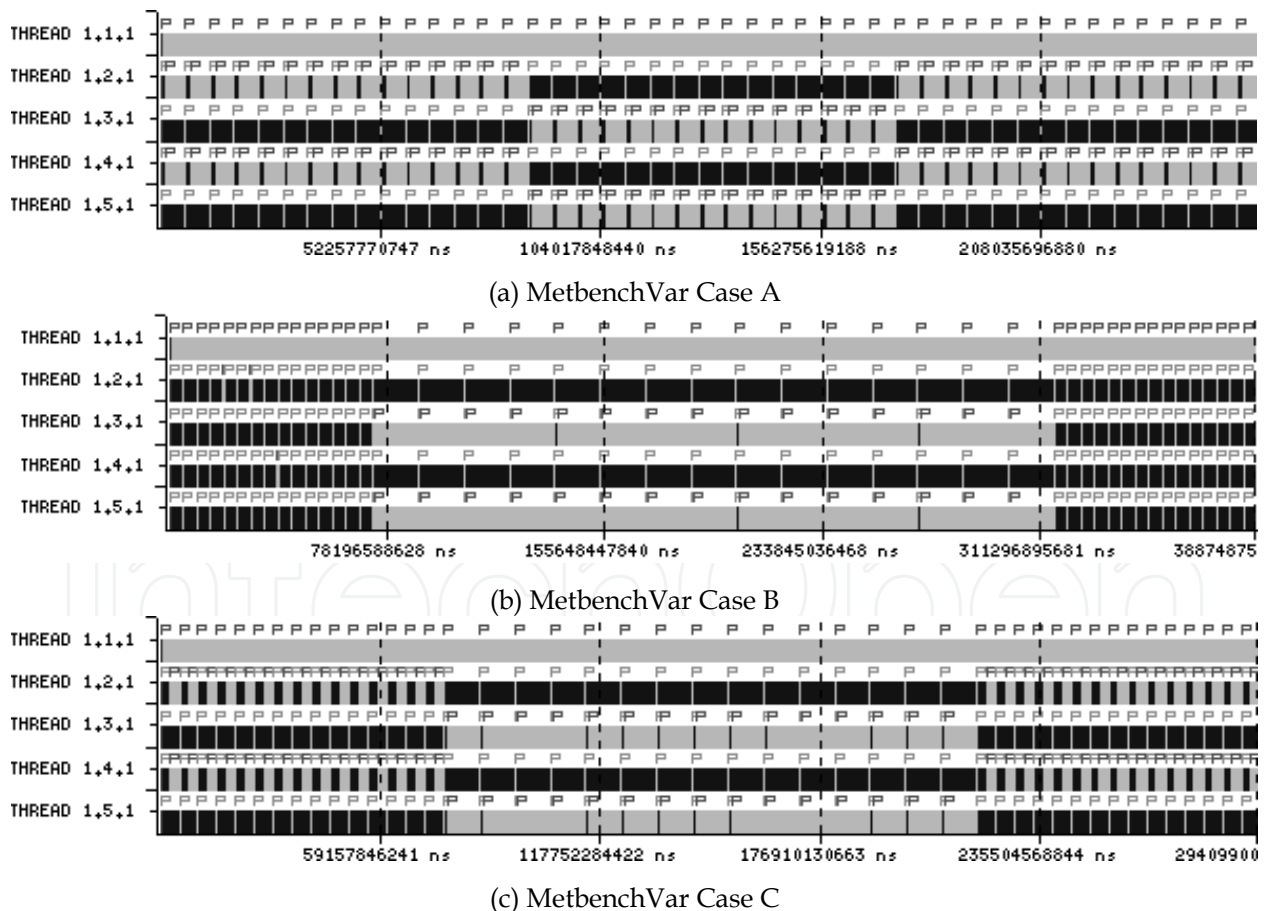 THREAD 1.1.1
THREAD 1.2.1
THREAD 1.3.1
THREAD 1.4.1
THREAD 1.5.1
52257770747 ns 104017848440 ns 156275619188 ns 208035696880 ns
(a) MetbenchVar Case A
THREAD 1.1.1
THREAD 1.2.1
THREAD 1.3.1
THREAD 1.4.1
THREAD 1.5.1
78196588628 ns 155648447840 ns 233845036468 ns 311296895681 ns 38874875
(b) MetbenchVar Case B
THREAD 1.1.1
THREAD 1.2.1
THREAD 1.3.1
THREAD 1.4.1
THREAD 1.5.1
59157846241 ns 117752284422 ns 176910130663 ns 235504568844 ns 29409900
(c) MetbenchVar Case C